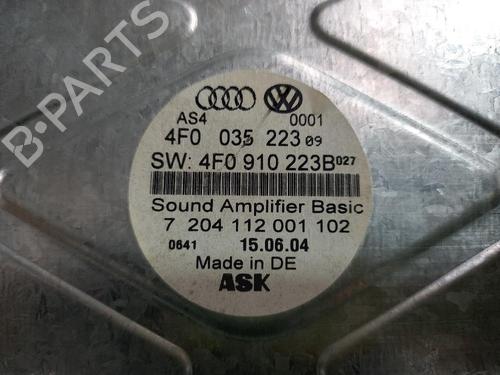 AS4 0001
4F0 035 223 09
SW: 4F0 910 223B 027
Sound Amplifier Basic
7 204 112 001 102
0641 15.06.04
Made in DE
ASK